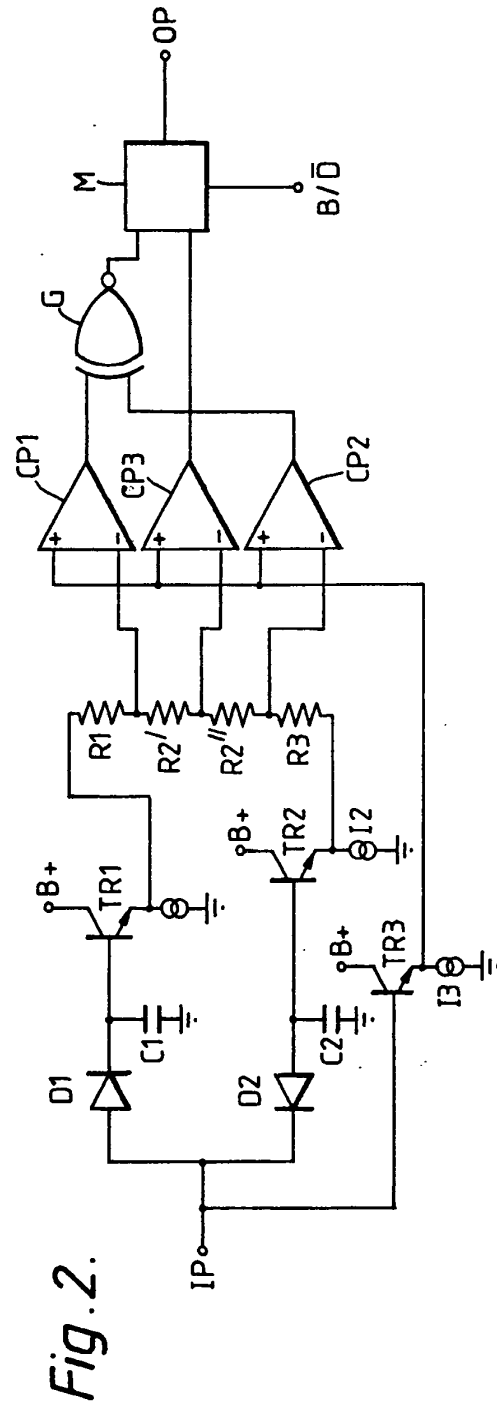 Fig. 2.
IP
D1
C1
B+
TR1
D2
C2
B+
TR2
I2
B+
TR3
I3
R1
R2'
R2"
R3
CP1
+
-
CP3
+
-
CP2
+
-
G
M
B/D̅
OP